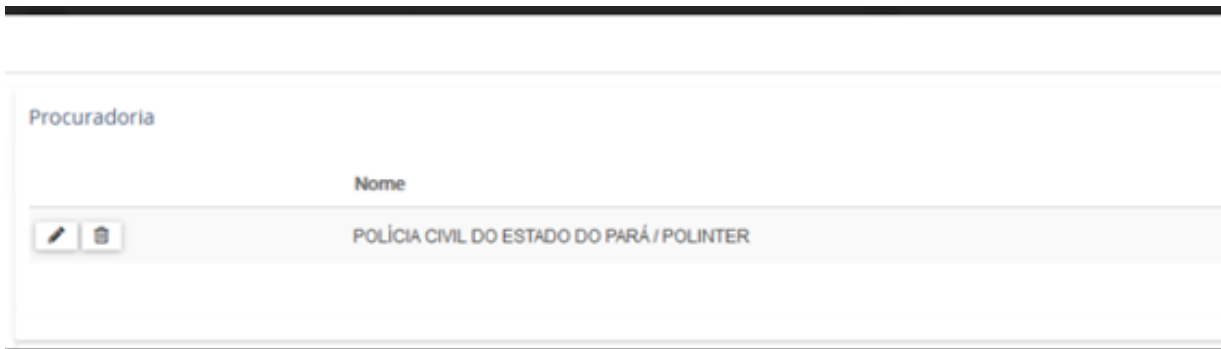 Procuradoria
Nome
POLÍCIA CIVIL DO ESTADO DO PARÁ / POLINTER